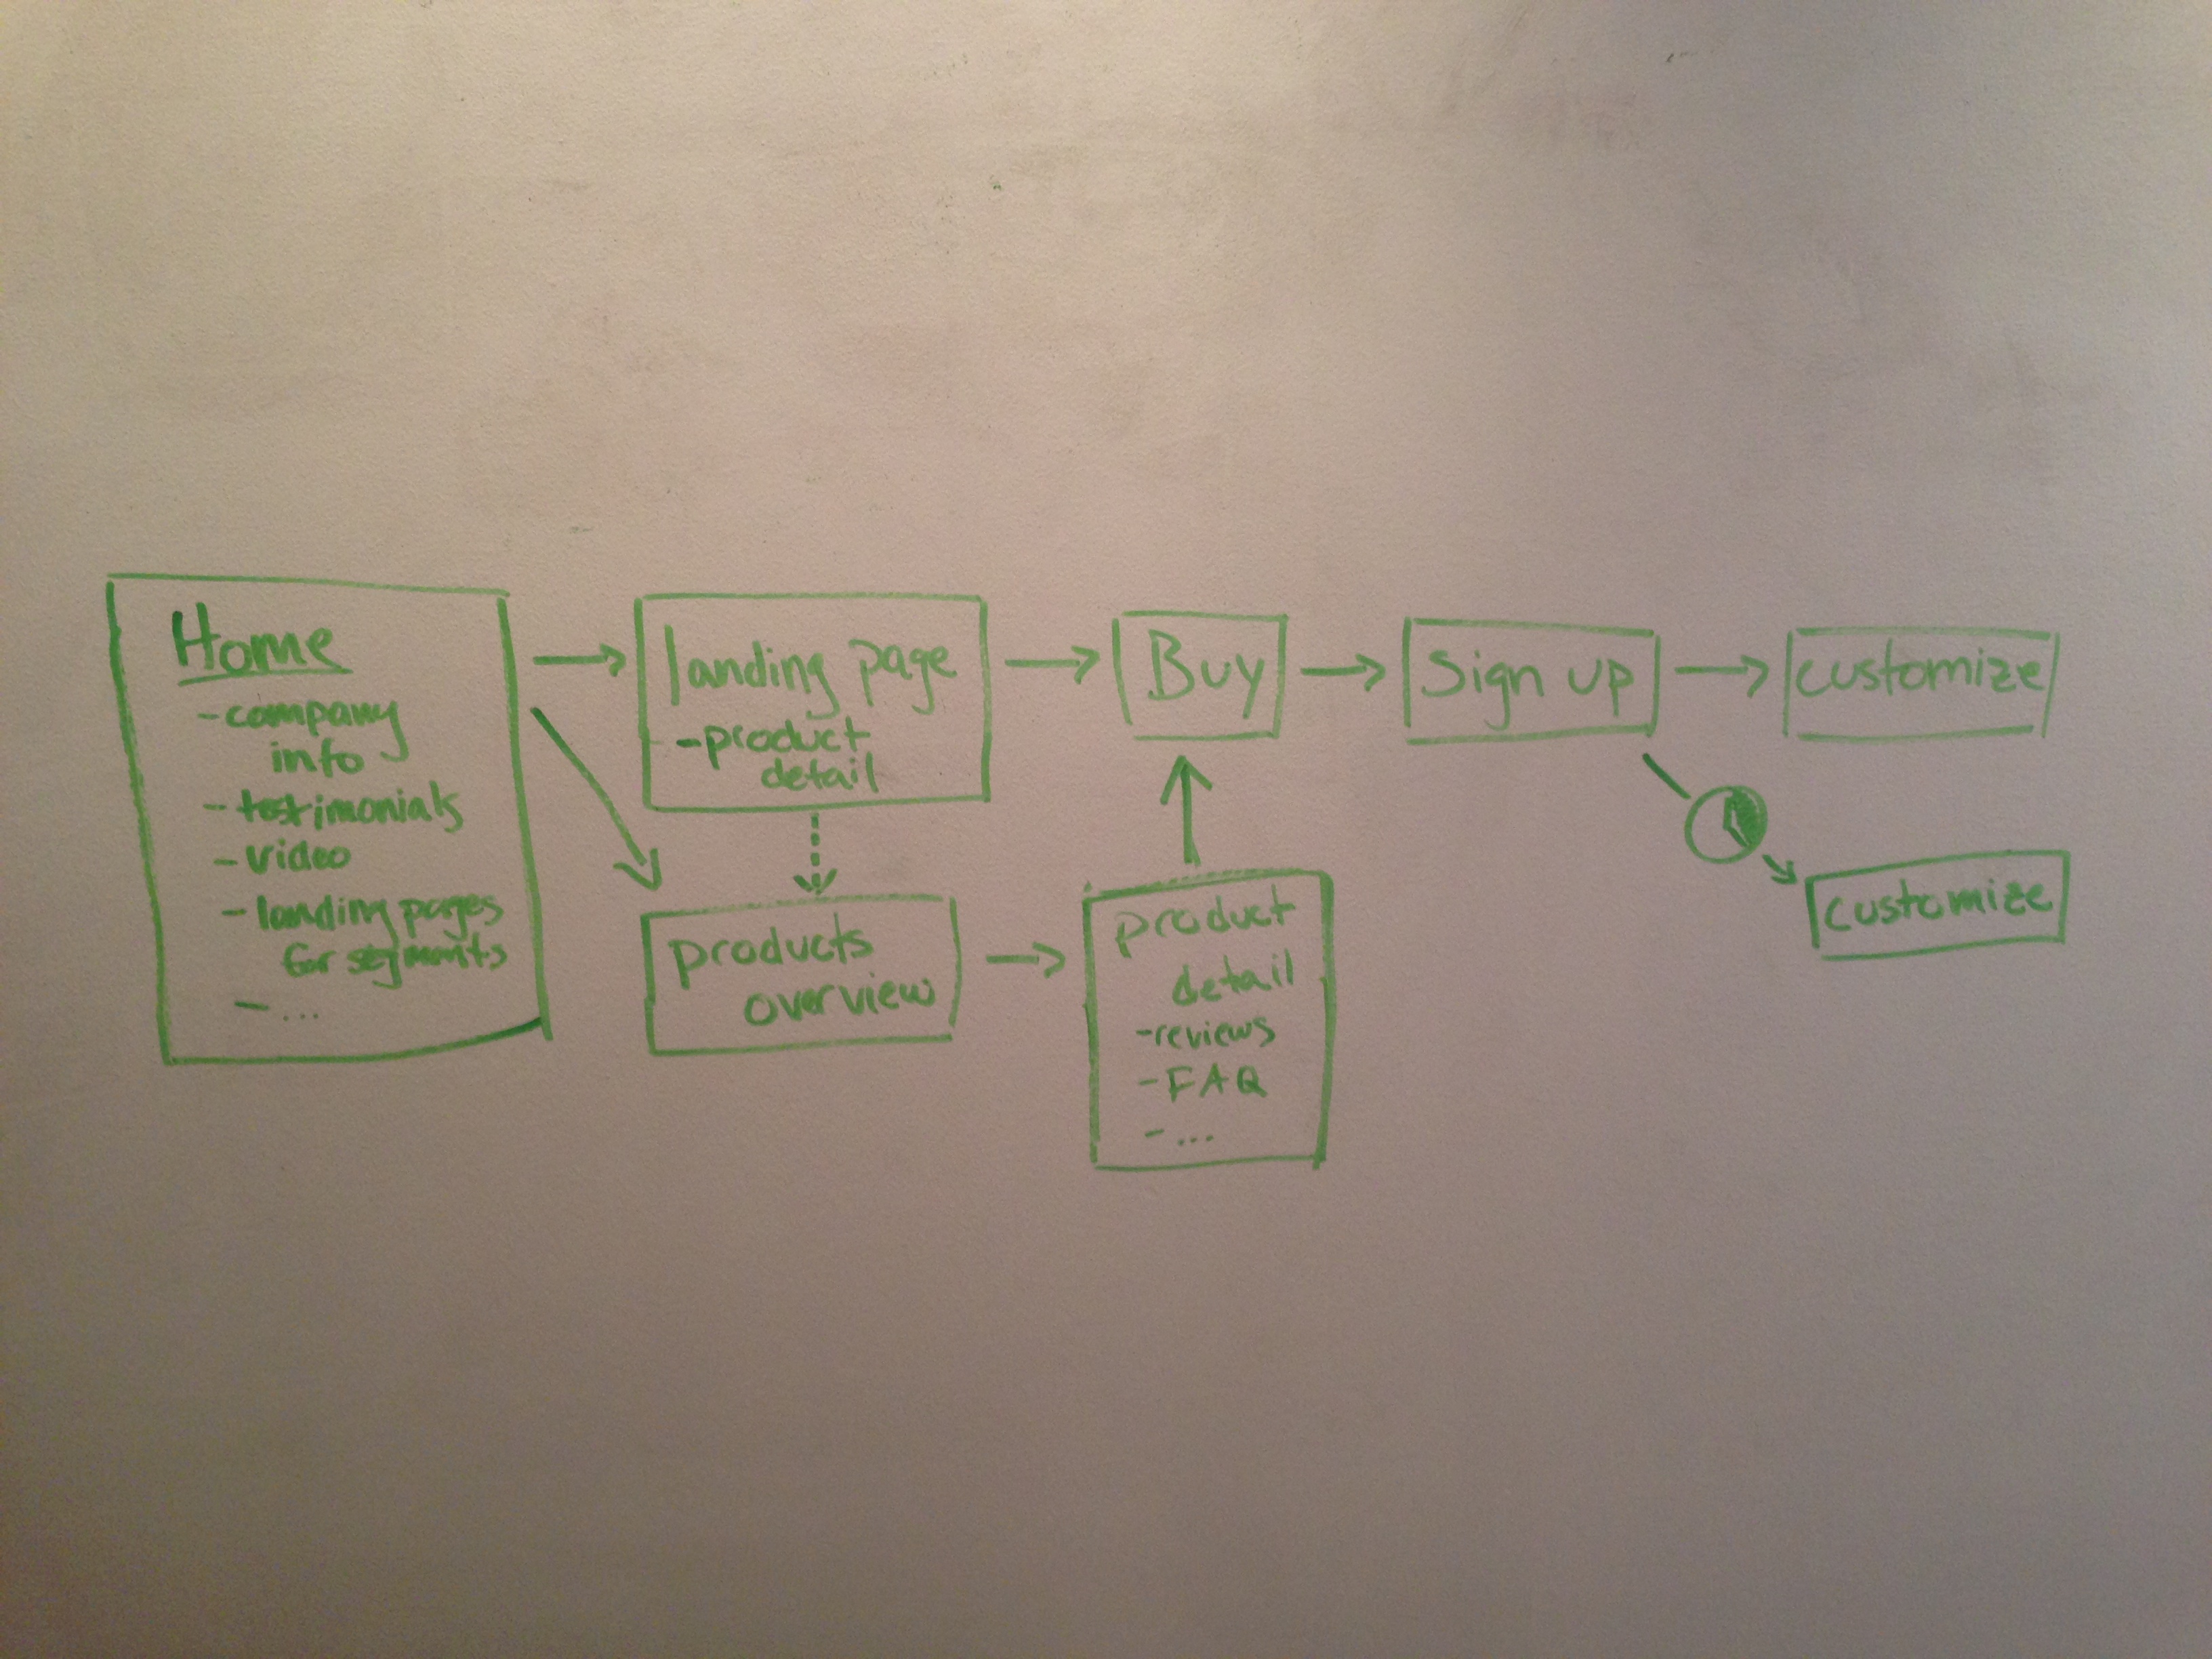 Home
- company
info
- testimonials
- video
- landing pages
for segments
- ...
landing page
- product
detail
Buy
Sign up
customize
products
overview
product
detail
- reviews
- FAQ
- ...
customize